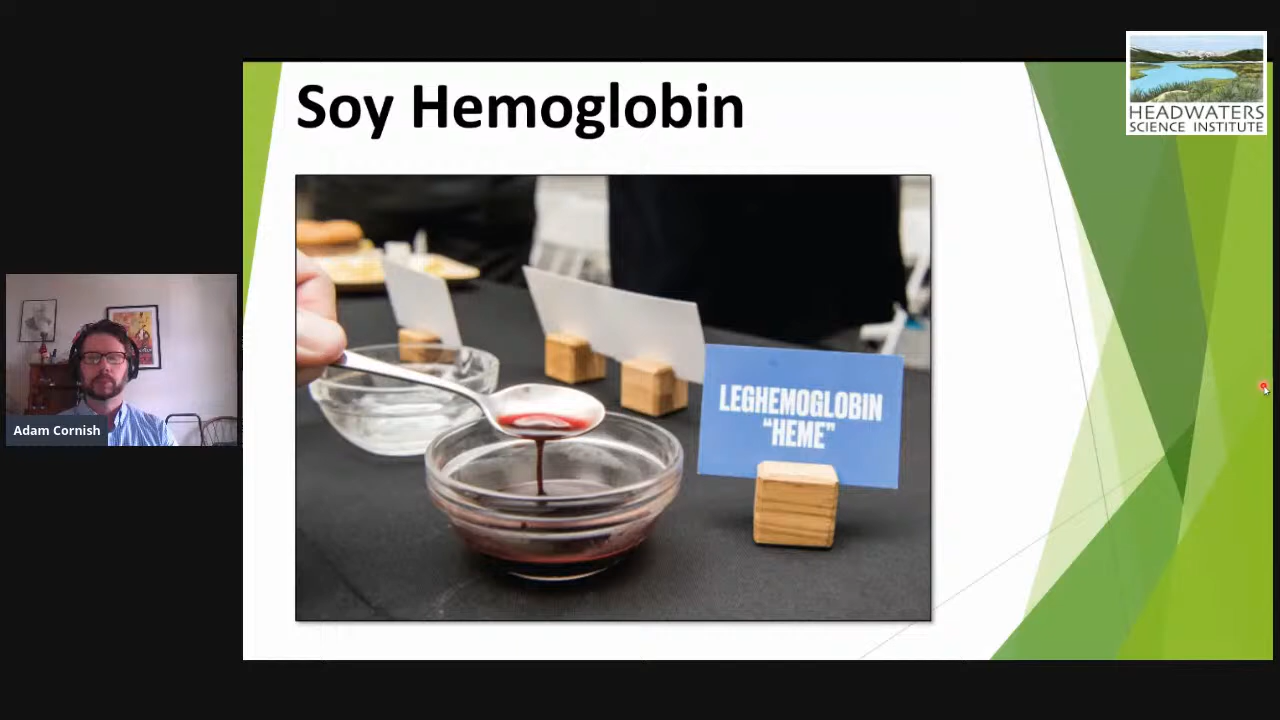 Soy Hemoglobin
HEADWATERS
SCIENCE INSTITUTE
LEGHEMOGLOBIN
“HEME”
Adam Cornish